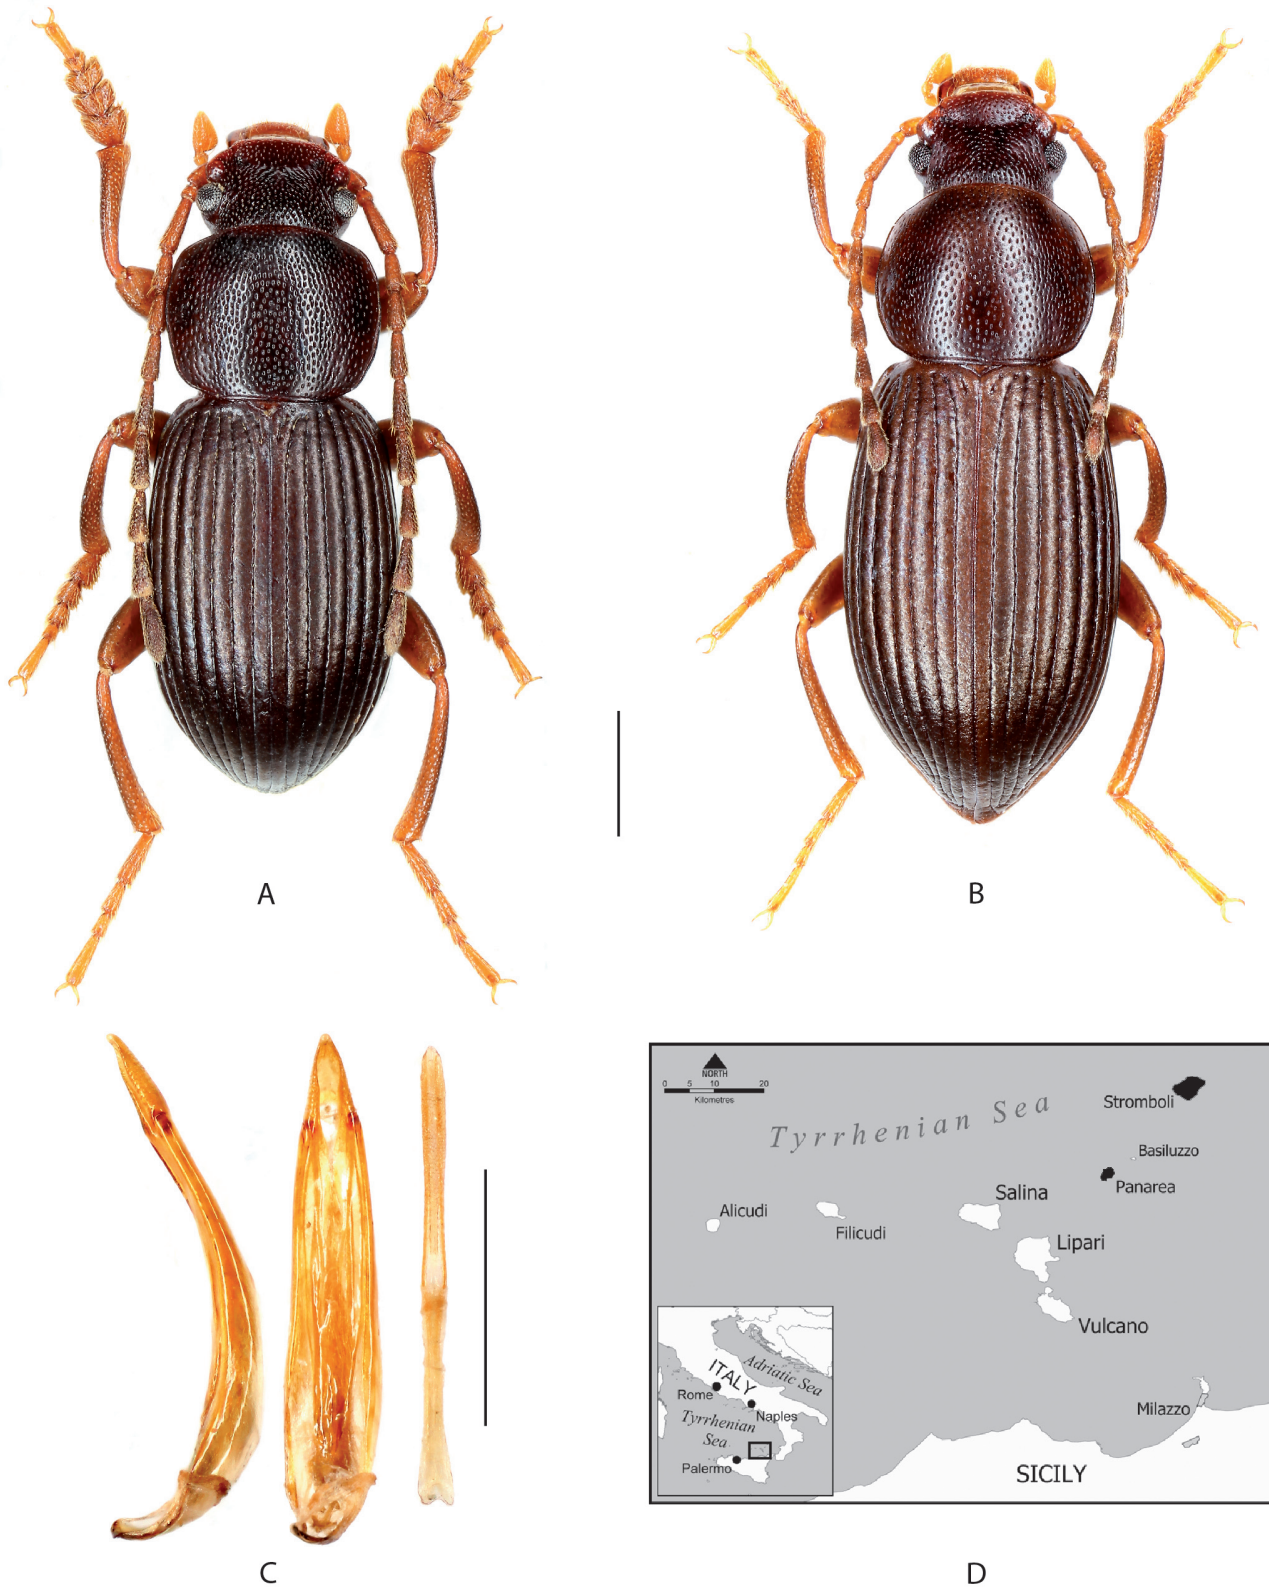 A
B
C
NORTH
0 5 10 20
Kilometres
Tyrrhenian Sea
Stromboli
Basiluzzo
Panarea
Salina
Alicudi
Filicudi
Lipari
Vulcano
Milazzo
SICILY
ITALY
Adriatic Sea
Rome
Naples
Tyrrhenian
Sea
Palermo
D